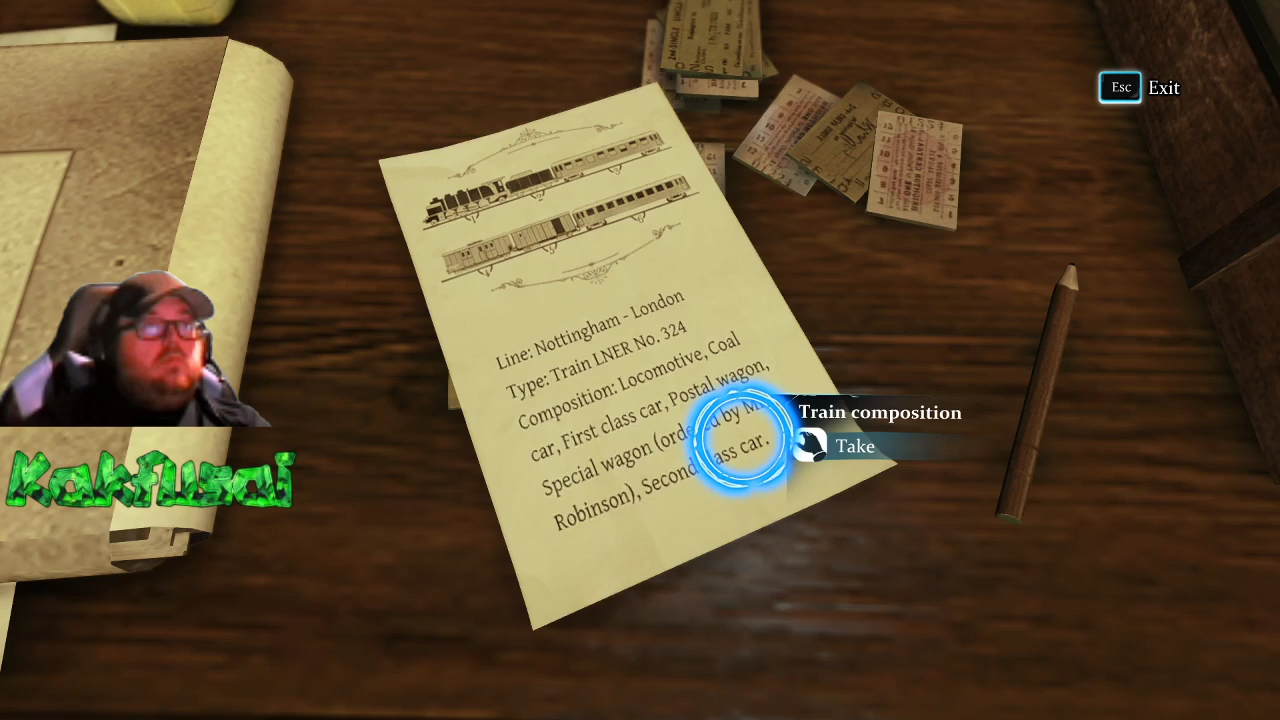 Esc Exit
Line: Nottingham - London
Type: Train LNER No. 324
Composition: Locomotive, Coal
car, First class car, Postal wagon,
Special wagon (ordered by M
Robinson), Second class car.
Train composition
Take
Kakfusai